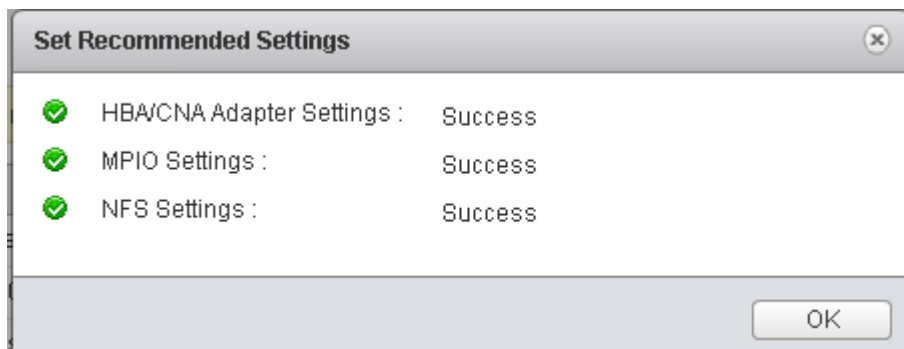 Set Recommended Settings
HBA/CNA Adapter Settings : Success
MPIO Settings : Success
NFS Settings : Success
OK